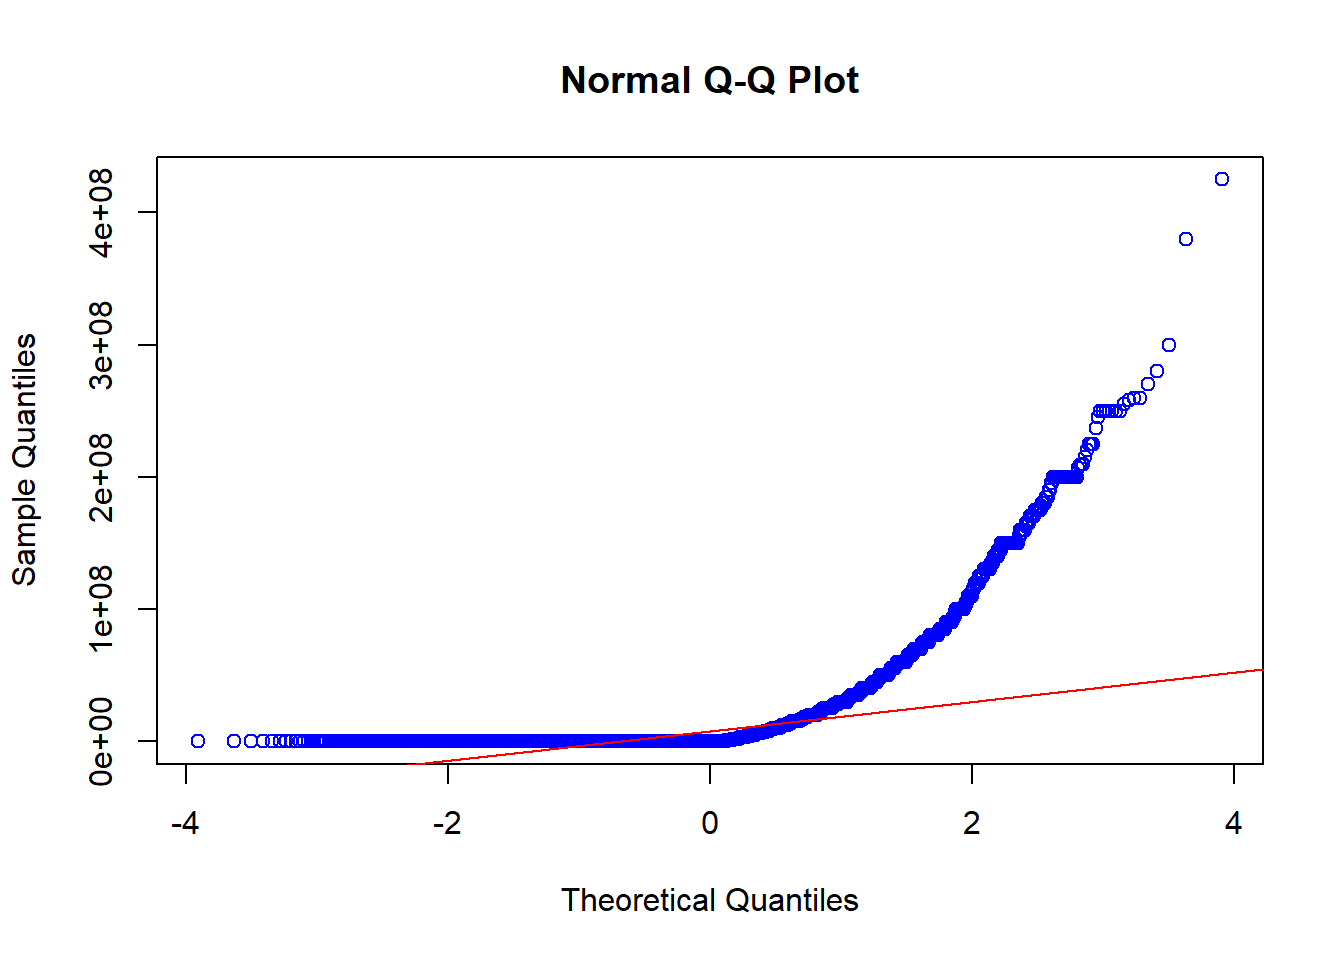 Normal Q-Q Plot
Sample Quantiles
4e+08
3e+08
2e+08
1e+08
0e+00
-4 -2 0 2 4
Theoretical Quantiles